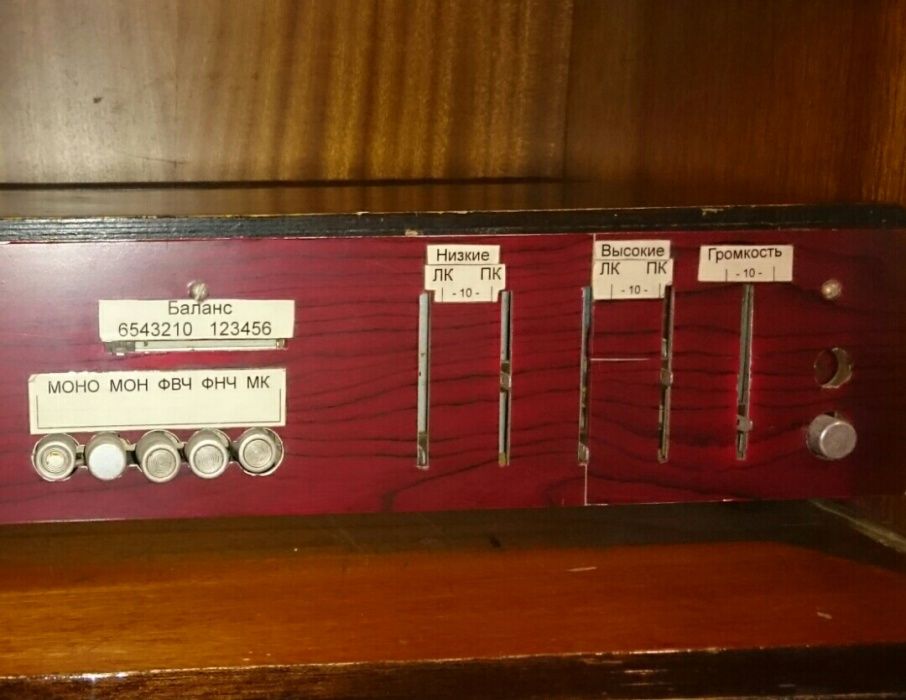 Баланс
6543210 123456
МОНО МОН ФВЧ ФНЧ МК
Низкие
ЛК ПК
- 10 -
Высокие
ЛК ПК
- 10 -
Громкость
- 10 -